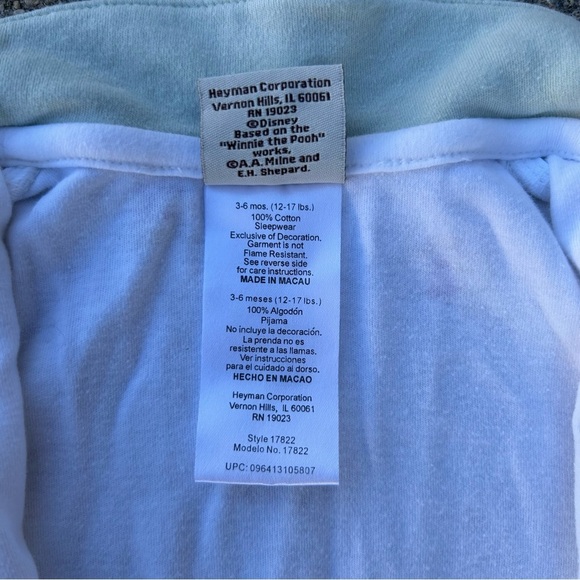 Heyman Corporation
Vernon Hills, IL 60061
RN 19023
©Disney
Based on the
"Winnie the Pooh"
works.
©A.A. Milne and
E.H. Shepard.
3-6 mos. (12-17 lbs.)
100% Cotton
Sleepwear
Exclusive of Decoration.
Garment is not
Flame Resistant.
See reverse side
for care instructions.
MADE IN MACAU
3-6 meses (12-17 lbs.)
100% Algodón
Pijama
No incluye la decoración.
La prenda no es
resistente a las llamas.
Ver instrucciones
para el cuidado al dorso.
HECHO EN MACAO
Heyman Corporation
Vernon Hills, IL 60061
RN 19023
Style 17822
Modelo No. 17822
UPC: 096413105807